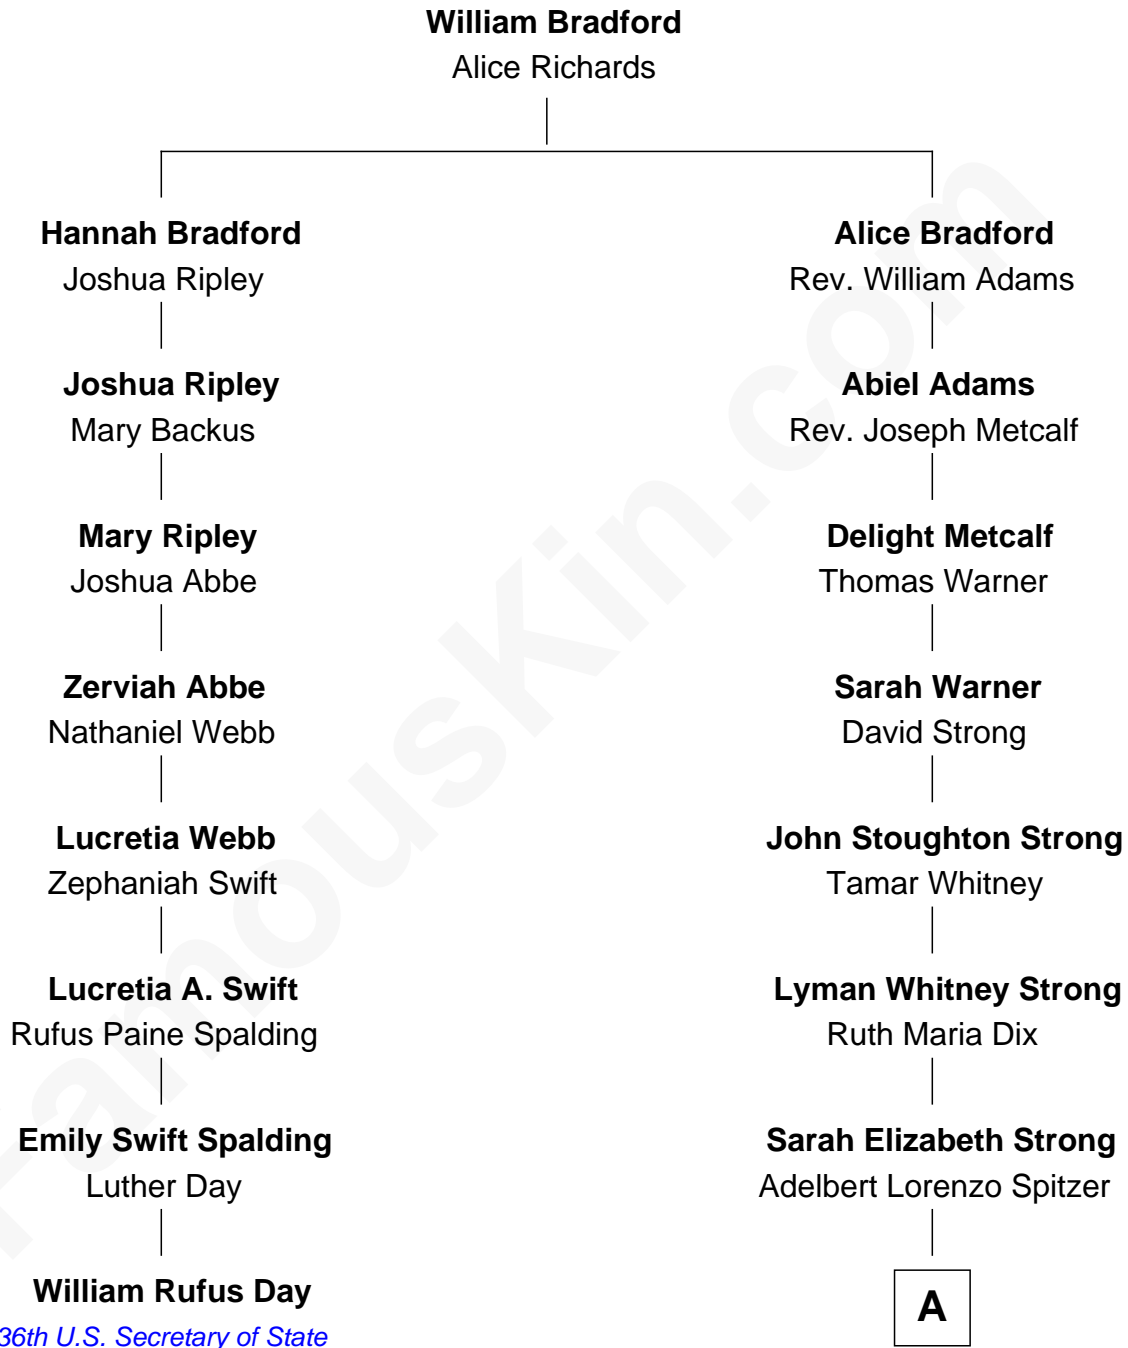 William Bradford
Alice Richards
Hannah Bradford
Joshua Ripley
Alice Bradford
Rev. William Adams
Joshua Ripley
Mary Backus
Abiel Adams
Rev. Joseph Metcalf
Mary Ripley
Joshua Abbe
Delight Metcalf
Thomas Warner
Zerviah Abbe
Nathaniel Webb
Sarah Warner
David Strong
Lucretia Webb
Zephaniah Swift
John Stoughton Strong
Tamar Whitney
Lucretia A. Swift
Rufus Paine Spalding
Lyman Whitney Strong
Ruth Maria Dix
Emily Swift Spalding
Luther Day
Sarah Elizabeth Strong
Adelbert Lorenzo Spitzer
William Rufus Day
36th U.S. Secretary of State
A
FamousKin.com